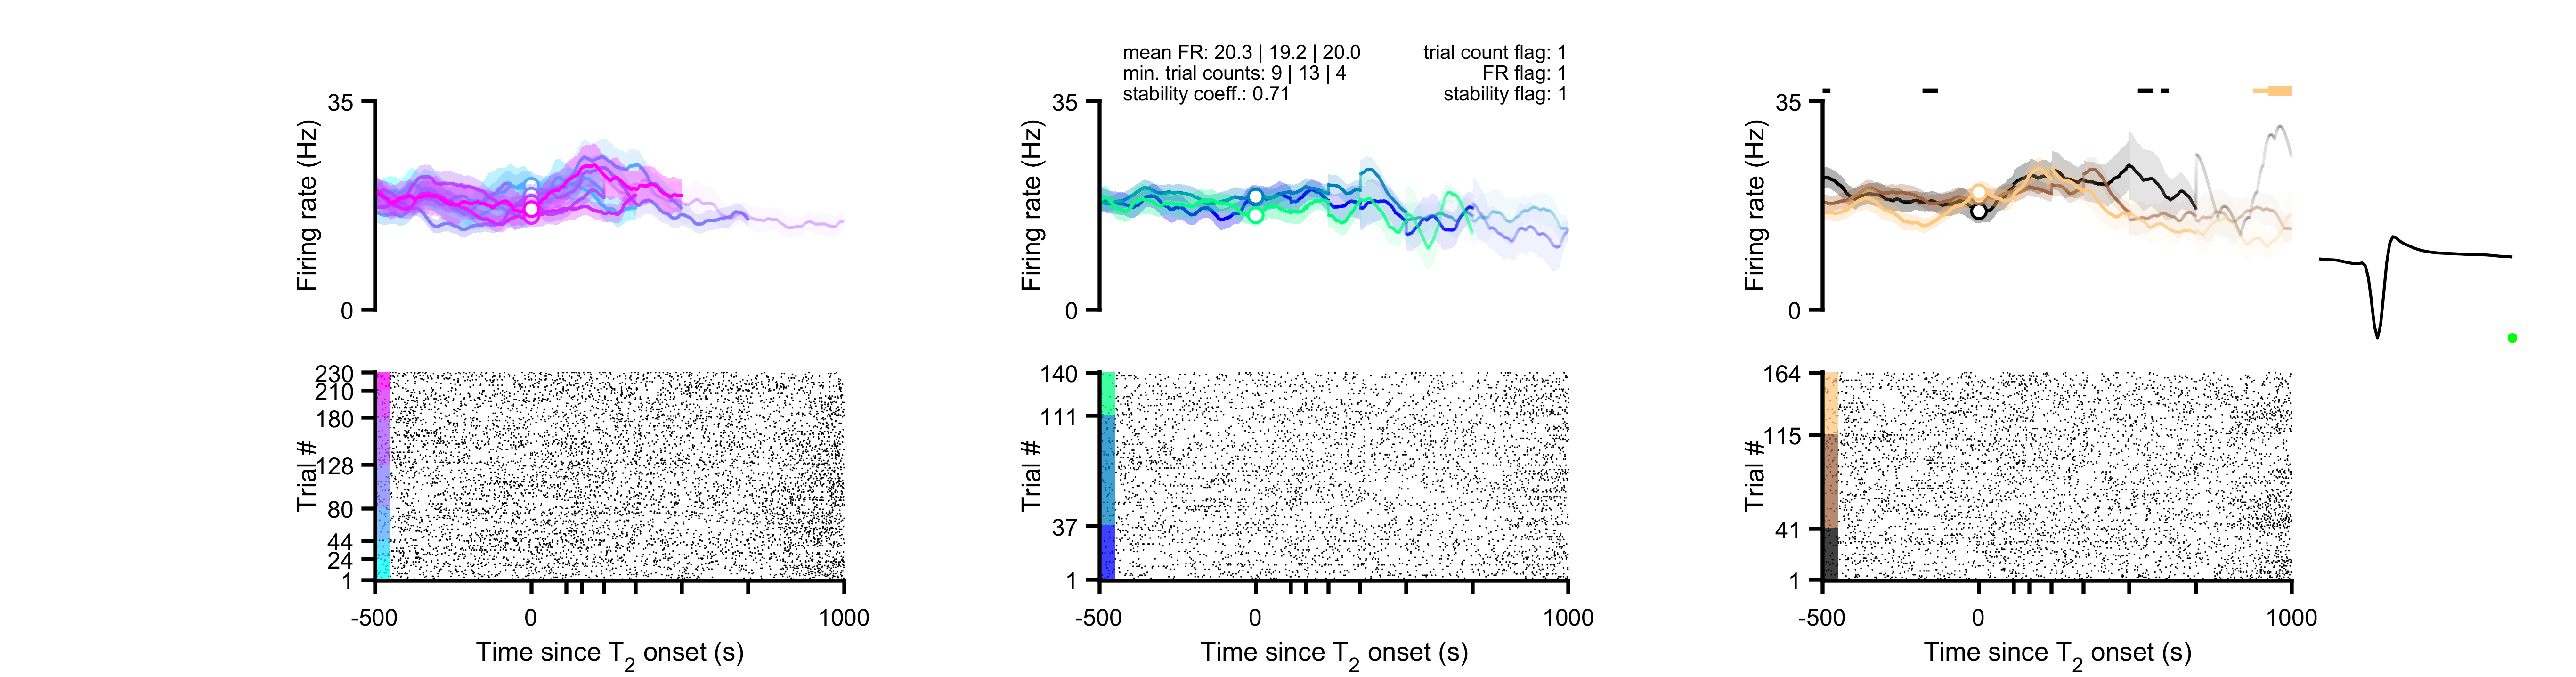 mean FR: 20.3 | 19.2 | 20.0
trial count flag: 1
min. trial counts: 9 | 13 | 4
FR flag: 1
stability coeff.: 0.71
stability flag: 1
35
Firing rate (Hz)
0
35
Firing rate (Hz)
0
35
Firing rate (Hz)
0
230
210
180
128
80
44
24
1
Trial #
140
111
37
1
Trial #
164
115
41
1
Trial #
-500
0
1000
-500
0
1000
-500
0
1000
Time since T2 onset (s)
Time since T2 onset (s)
Time since T2 onset (s)